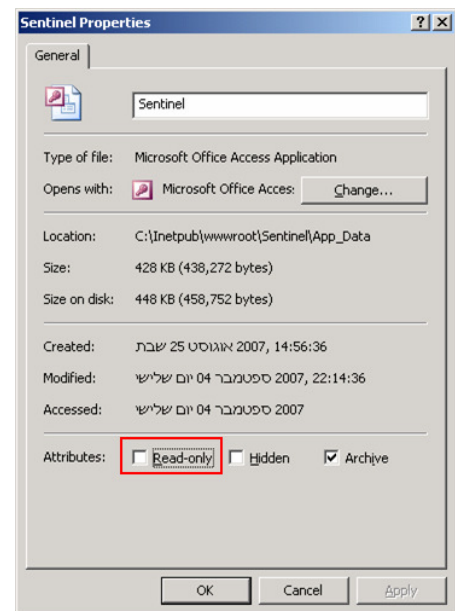 Sentinel Properties
General
Sentinel
Type of file: Microsoft Office Access Application
Opens with: Microsoft Office Acces: Change...
Location: C:\Inetpub\wwwroot\Sentinel\App_Data
Size: 428 KB (438,272 bytes)
Size on disk: 448 KB (458,752 bytes)
Created: שבת 25 אוגוסט 2007, 14:56:36
Modified: יום שלישי 04 ספטמבר 2007, 22:14:36
Accessed: יום שלישי 04 ספטמבר 2007
Attributes: Read-only Hidden Archive
OK Cancel Apply